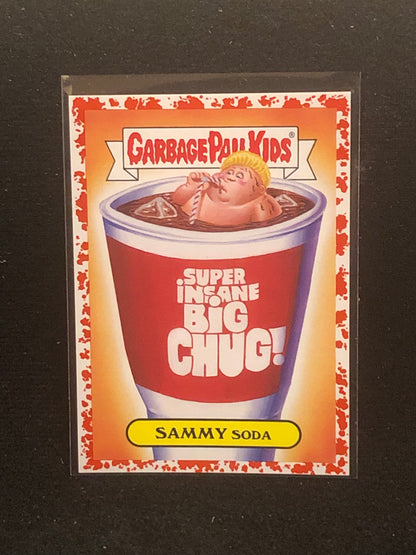 GARBAGE PAIL KIDS®
SUPER
INSANE
BIG
CHUG!
SAMMY SODA